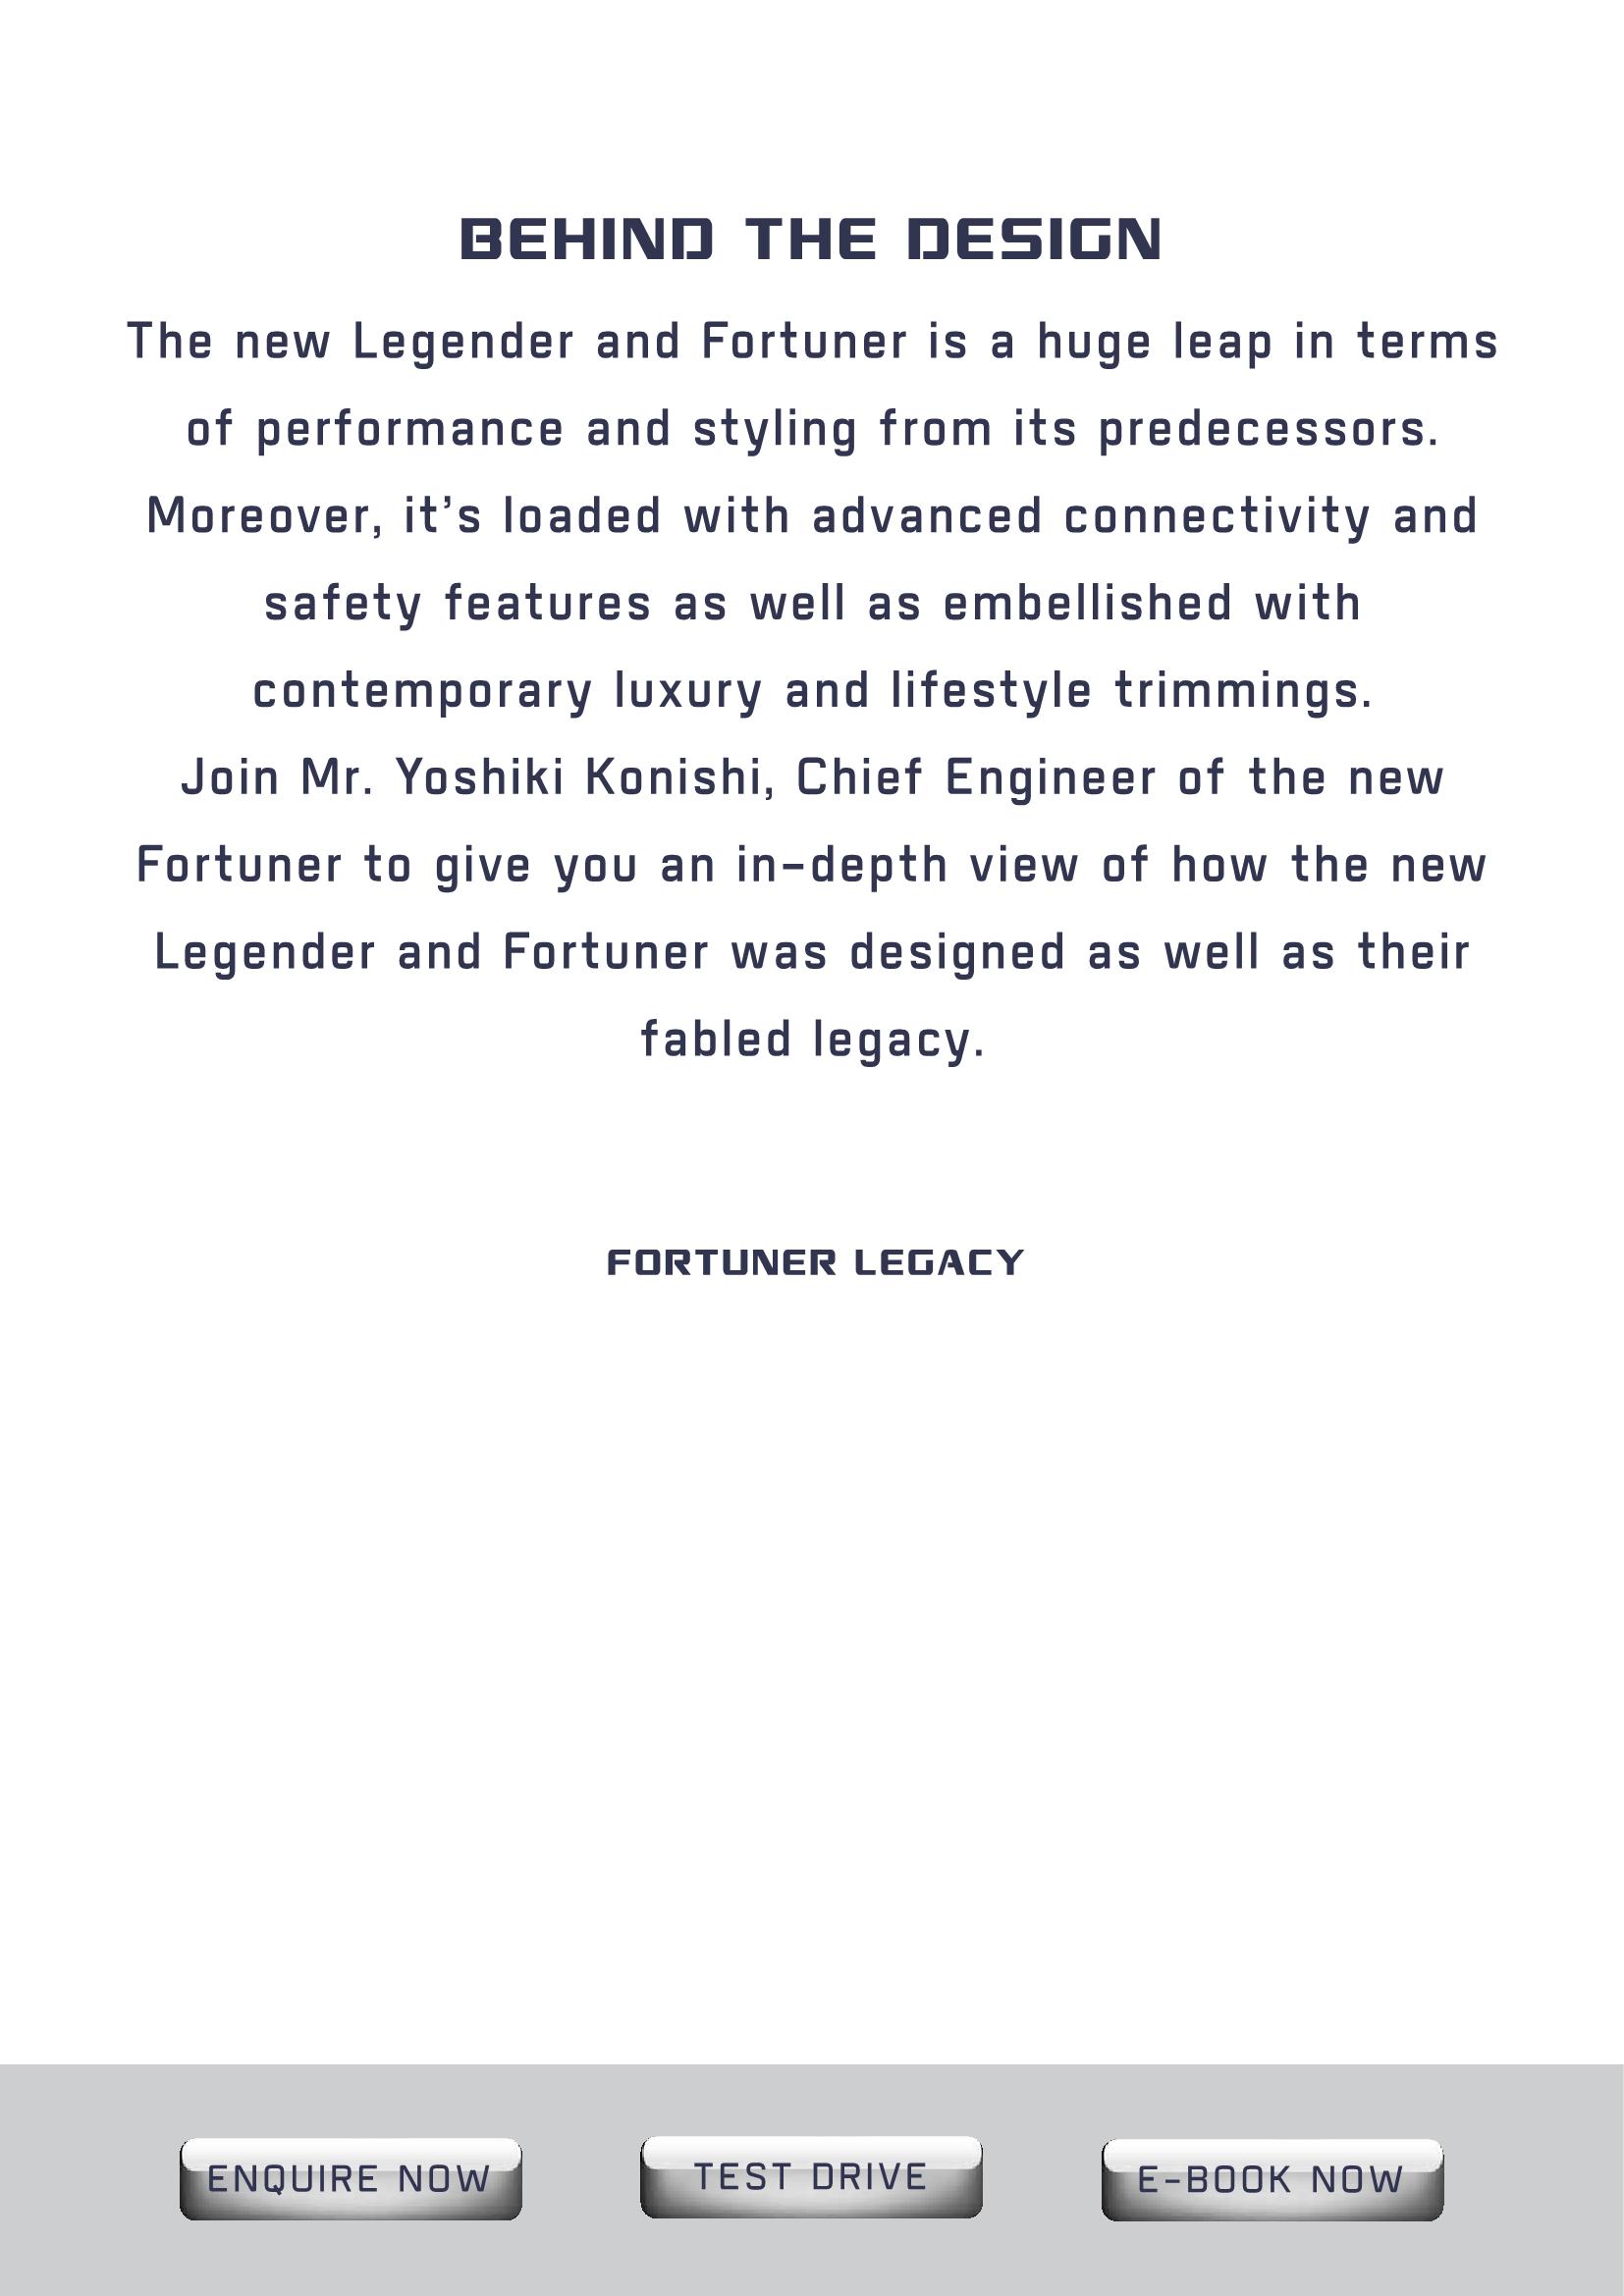 BEHIND THE DESIGN
The new Legender and Fortuner is a huge leap in terms
of performance and styling from its predecessors.
Moreover, it’s loaded with advanced connectivity and
safety features as well as embellished with
contemporary luxury and lifestyle trimmings.
Join Mr. Yoshiki Konishi, Chief Engineer of the new
Fortuner to give you an in-depth view of how the new
Legender and Fortuner was designed as well as their
fabled legacy.
FORTUNER LEGACY
ENQUIRE NOW
TEST DRIVE
E-BOOK NOW